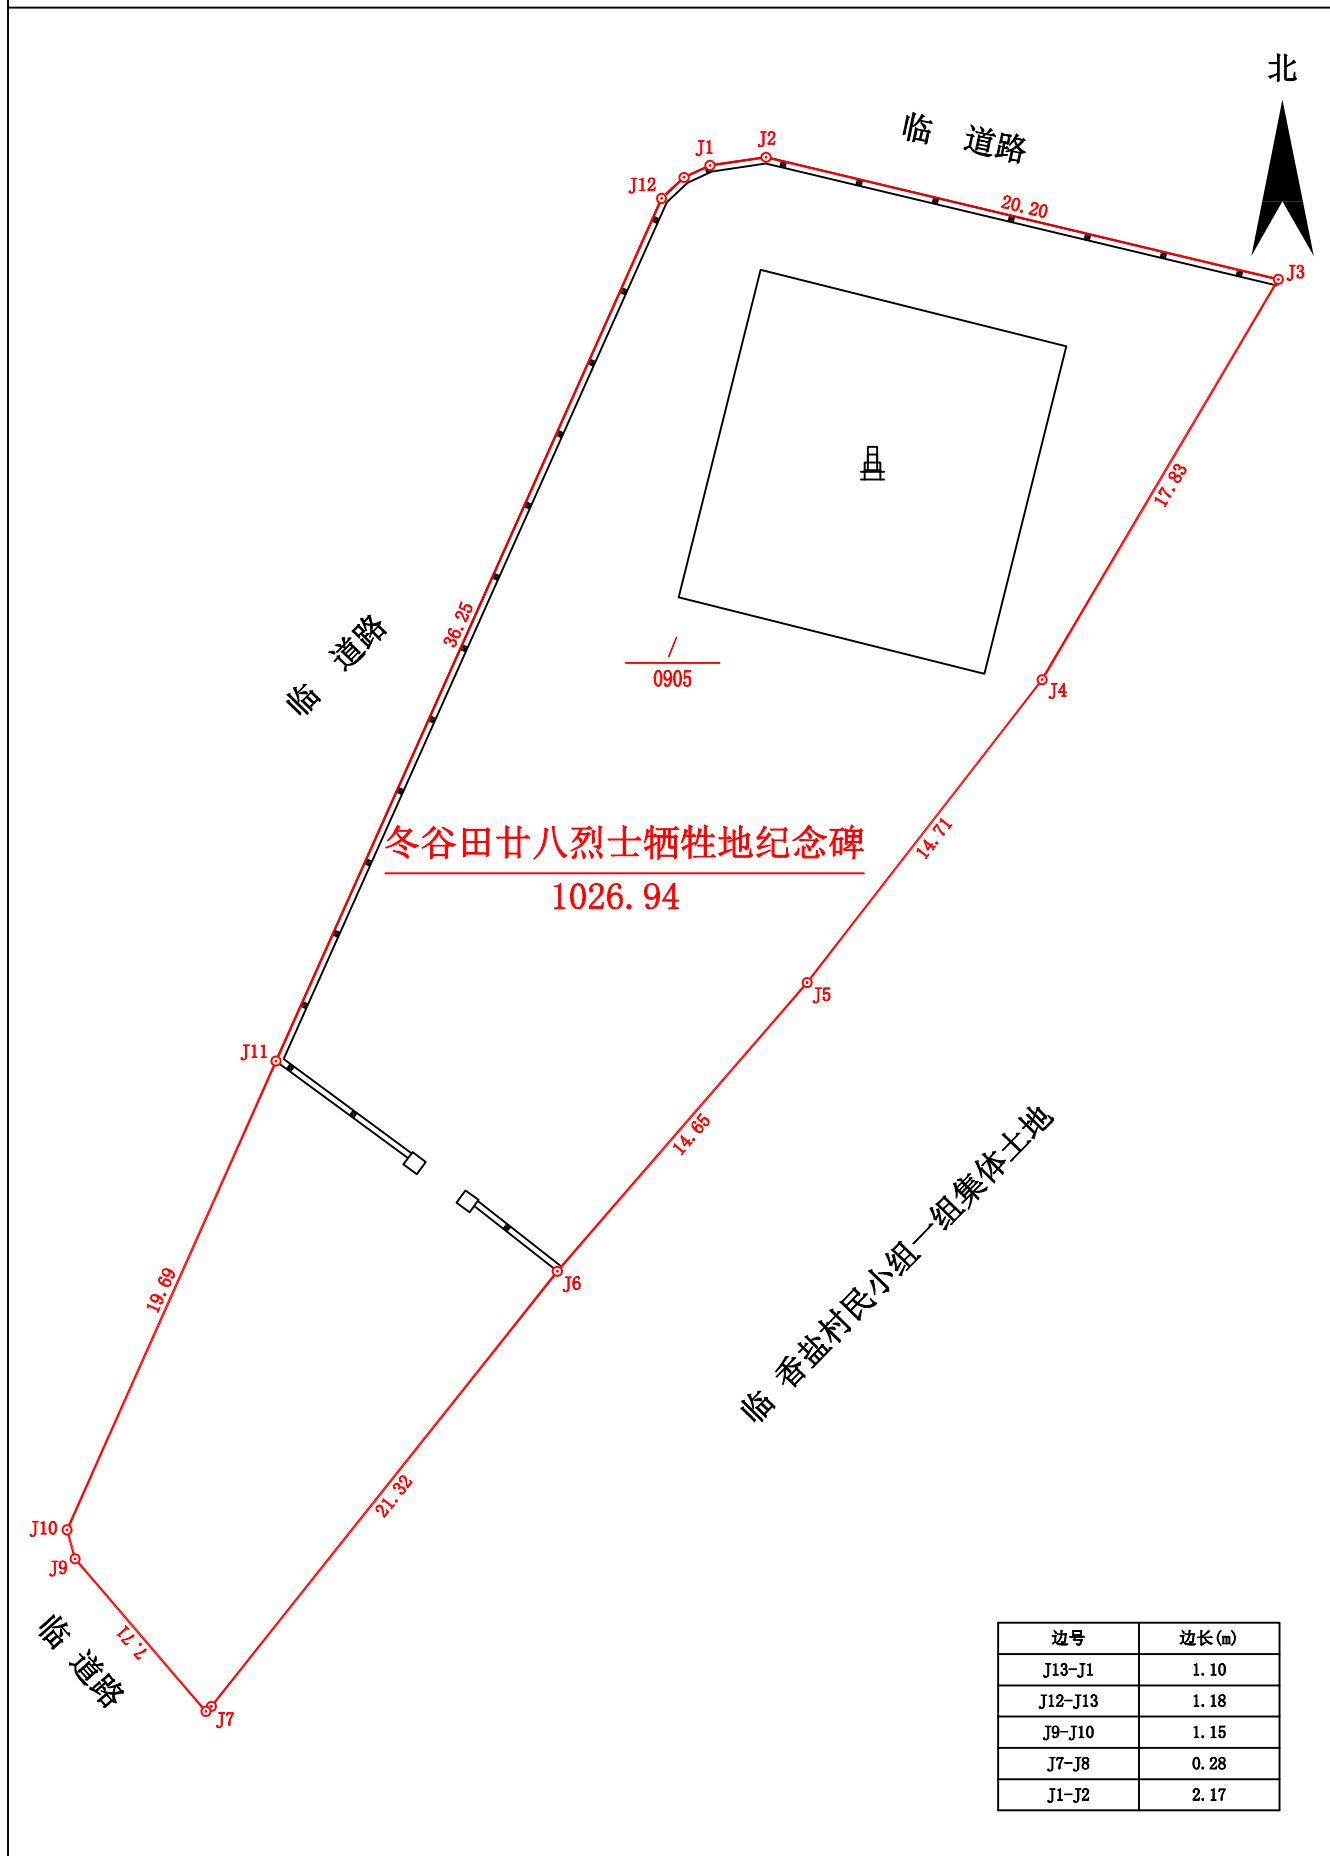 北
临 道路
J2
J1
J12
20.20
J3
17.83
临 道路
36.25
/
0905
J4
冬谷田廿八烈士牺牲地纪念碑
1026.94
14.71
J5
J11
14.65
临 香盐村民小组一组集体土地
J6
19.69
21.32
J10
J9
7.71
临 道路
J7
边号 边长(m)
J13-J1 1.10
J12-J13 1.18
J9-J10 1.15
J7-J8 0.28
J1-J2 2.17